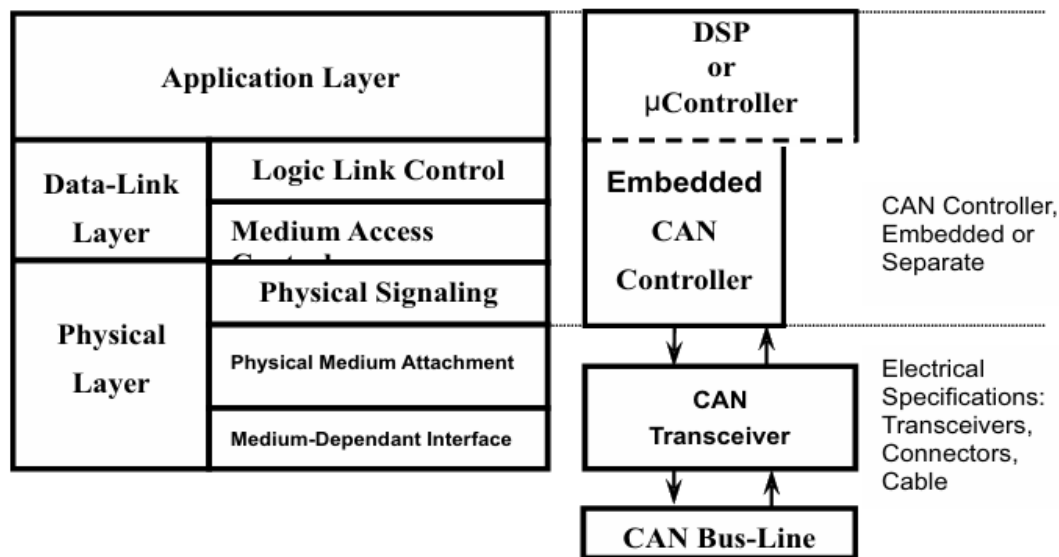 Application Layer
Data-Link
Layer
Logic Link Control
Medium Access
Physical
Layer
Physical Signaling
Physical Medium Attachment
Medium-Dependant Interface
DSP
or
µController
Embedded
CAN
Controller
CAN
Transceiver
CAN Bus-Line
CAN Controller,
Embedded or
Separate
Electrical
Specifications:
Transceivers,
Connectors,
Cable